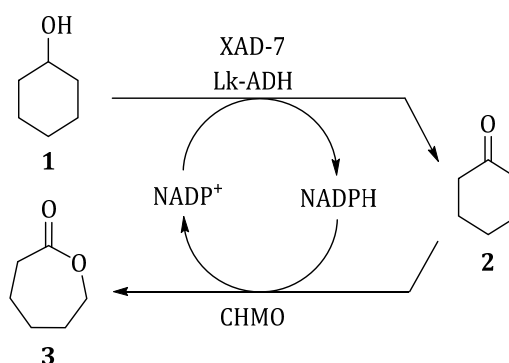 OH
XAD-7
Lk-ADH
1
O
NADP+
NADPH
2
O
O
CHMO
3